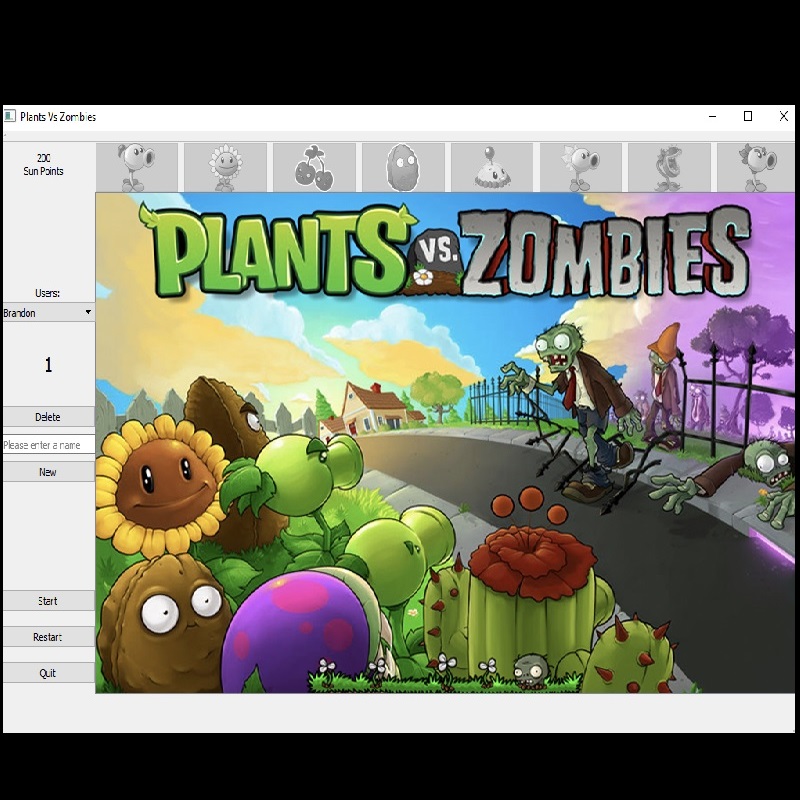 Plants Vs Zombies
200
Sun Points
PLANTS VS. ZOMBIES
Users:
Brandon
1
Delete
Please enter a name
New
Start
Restart
Quit